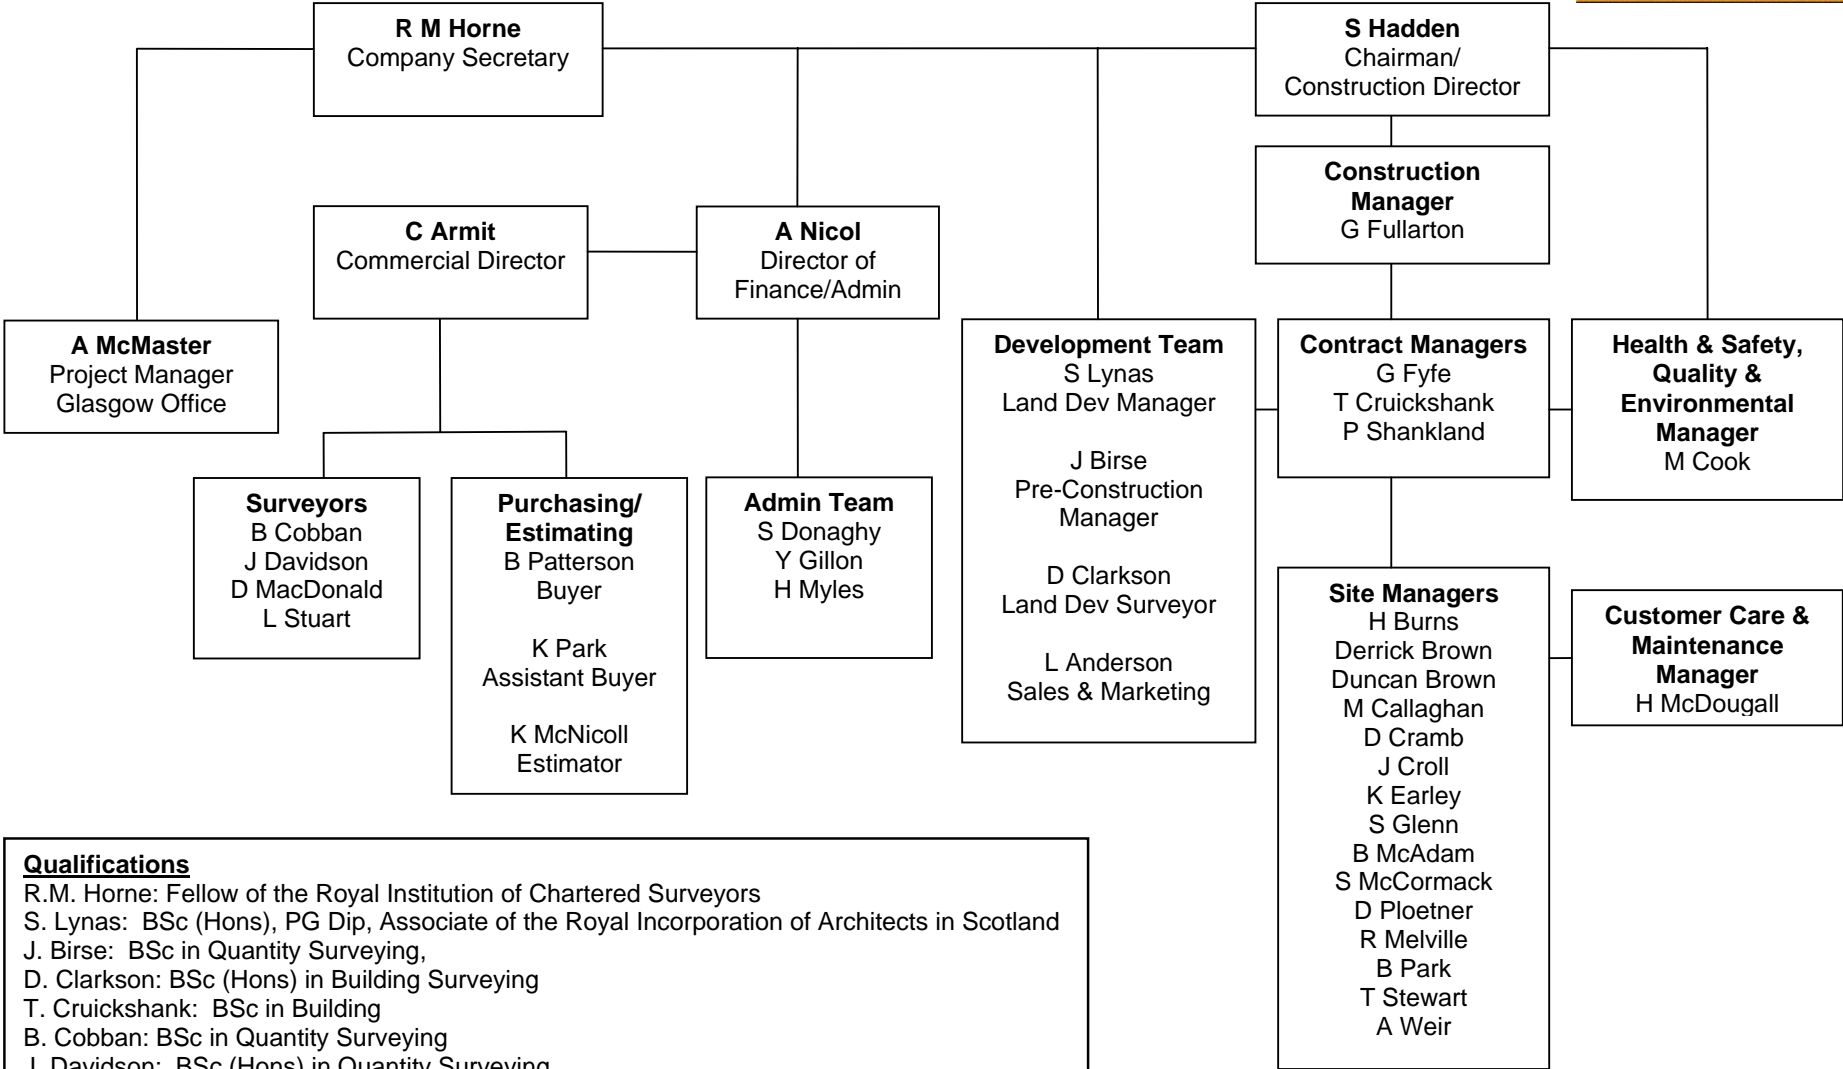 R M Horne
Company Secretary
S Hadden
Chairman/
Construction Director
Construction
Manager
G Fullarton
C Armit
Commercial Director
A Nicol
Director of
Finance/Admin
A McMaster
Project Manager
Glasgow Office
Development Team
S Lynas
Land Dev Manager
J Birse
Pre-Construction
Manager
D Clarkson
Land Dev Surveyor
L Anderson
Sales & Marketing
Contract Managers
G Fyfe
T Cruickshank
P Shankland
Health & Safety,
Quality &
Environmental
Manager
M Cook
Surveyors
B Cobban
J Davidson
D MacDonald
L Stuart
Purchasing/
Estimating
B Patterson
Buyer
K Park
Assistant Buyer
K McNicoll
Estimator
Admin Team
S Donaghy
Y Gillon
H Myles
Site Managers
H Burns
Derrick Brown
Duncan Brown
M Callaghan
D Cramb
J Croll
K Earley
S Glenn
B McAdam
S McCormack
D Ploetner
R Melville
B Park
T Stewart
A Weir
Customer Care &
Maintenance
Manager
H McDougall
Qualifications
R.M. Horne: Fellow of the Royal Institution of Chartered Surveyors
S. Lynas: BSc (Hons), PG Dip, Associate of the Royal Incorporation of Architects in Scotland
J. Birse: BSc in Quantity Surveying,
D. Clarkson: BSc (Hons) in Building Surveying
T. Cruickshank: BSc in Building
B. Cobban: BSc in Quantity Surveying
J. Davidson: BSc (Hons) in Quantity Surveying